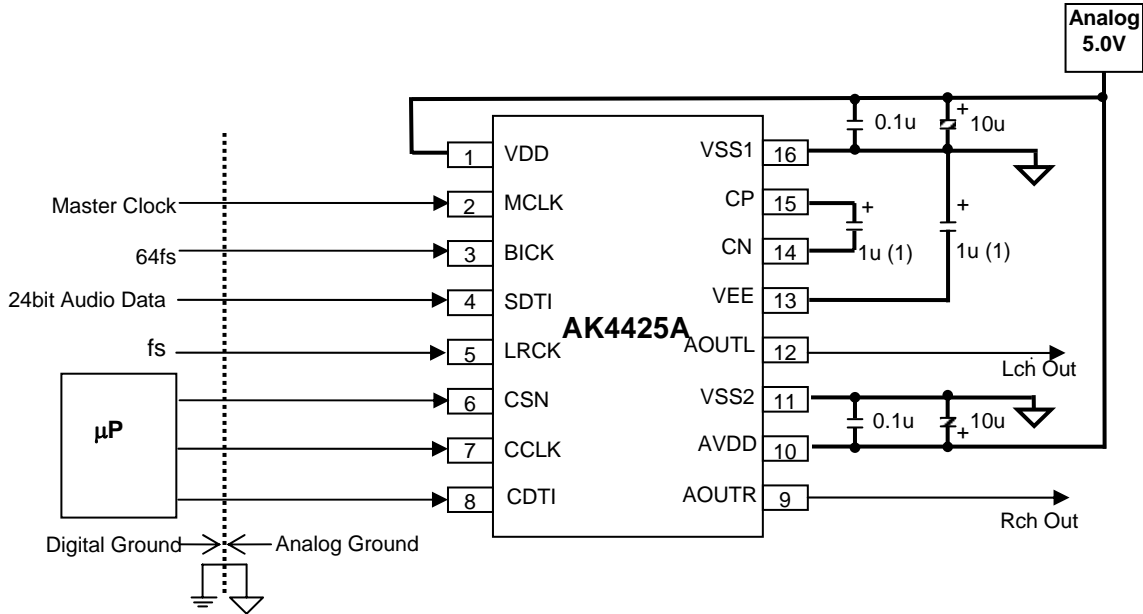 Analog
5.0V
+
0.1u
10u
1
VDD
VSS1
16
Master Clock
2
MCLK
CP
15
+
+
64fs
3
BICK
CN
14
1u (1)
1u (1)
24bit Audio Data
4
SDTI
VEE
13
AK4425A
fs
5
LRCK
AOUTL
12
Lch Out
μP
6
CSN
VSS2
11
0.1u
10u
+
7
CCLK
AVDD
10
8
CDTI
AOUTR
9
Rch Out
Digital Ground
Analog Ground